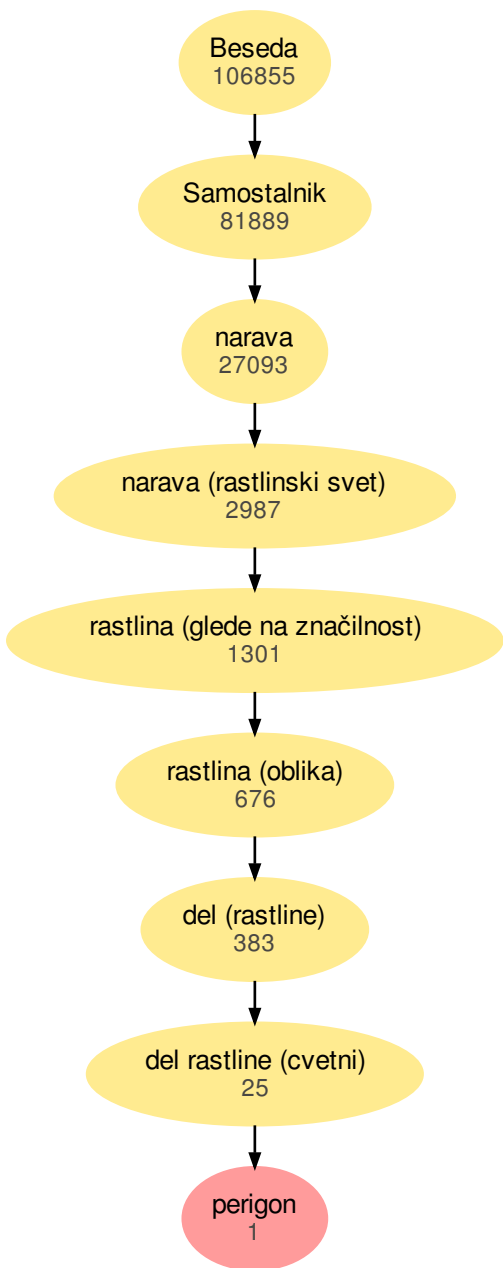 Beseda
106855
Samostalnik
81889
narava
27093
narava (rastlinski svet)
2987
rastlina (glede na značilnost)
1301
rastlina (oblika)
676
del (rastline)
383
del rastline (cvetni)
25
perigon
1